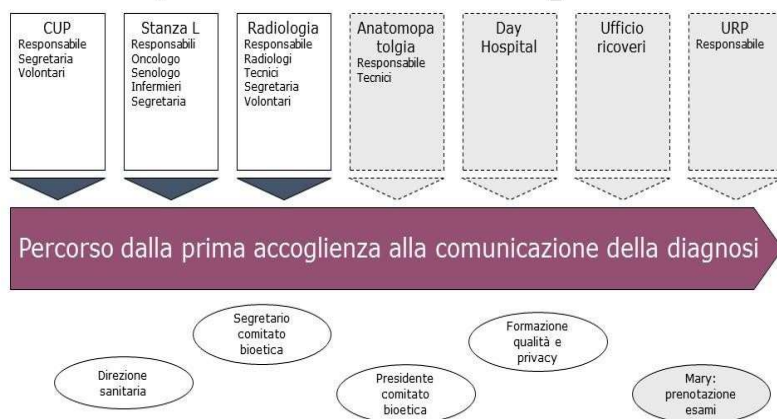 CUP
Responsabile
Segretaria
Volontari
Stanza L
Responsabili
Oncologo
Senologo
Infermieri
Segretaria
Radiologia
Responsabile
Radiologi
Tecnici
Segretaria
Volontari
Anatomopa
tolgia
Responsabile
Tecnici
Day
Hospital
Ufficio
ricoveri
URP
Responsabile
Percorso dalla prima accoglienza alla comunicazione della diagnosi
Segretario
comitato
bioetica
Formazione
qualità e
privacy
Direzione
sanitaria
Presidente
comitato
bioetica
Mary:
prenotazione
esami